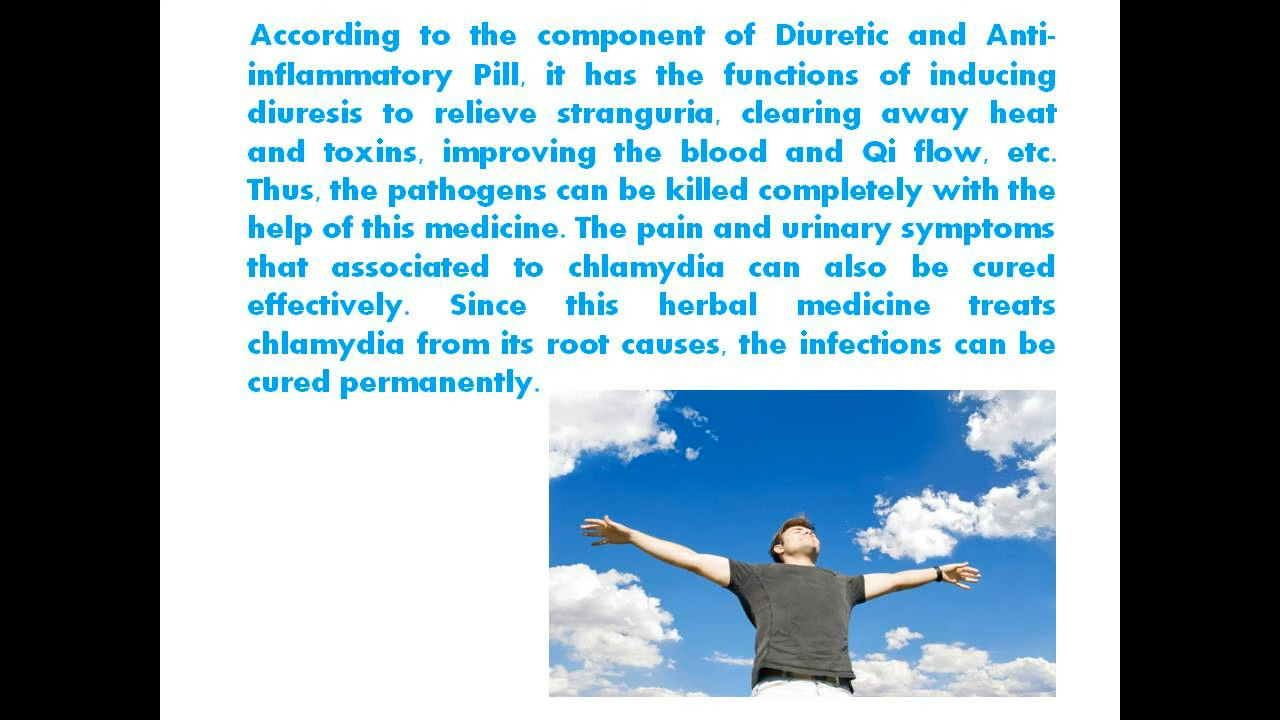 According to the component of Diuretic and Anti-
inflammatory Pill, it has the functions of inducing
diuresis to relieve stranguria, clearing away heat
and toxins, improving the blood and Qi flow, etc.
Thus, the pathogens can be killed completely with the
help of this medicine. The pain and urinary symptoms
that associated to chlamydia can also be cured
effectively. Since this herbal medicine treats
chlamydia from its root causes, the infections can be
cured permanently.